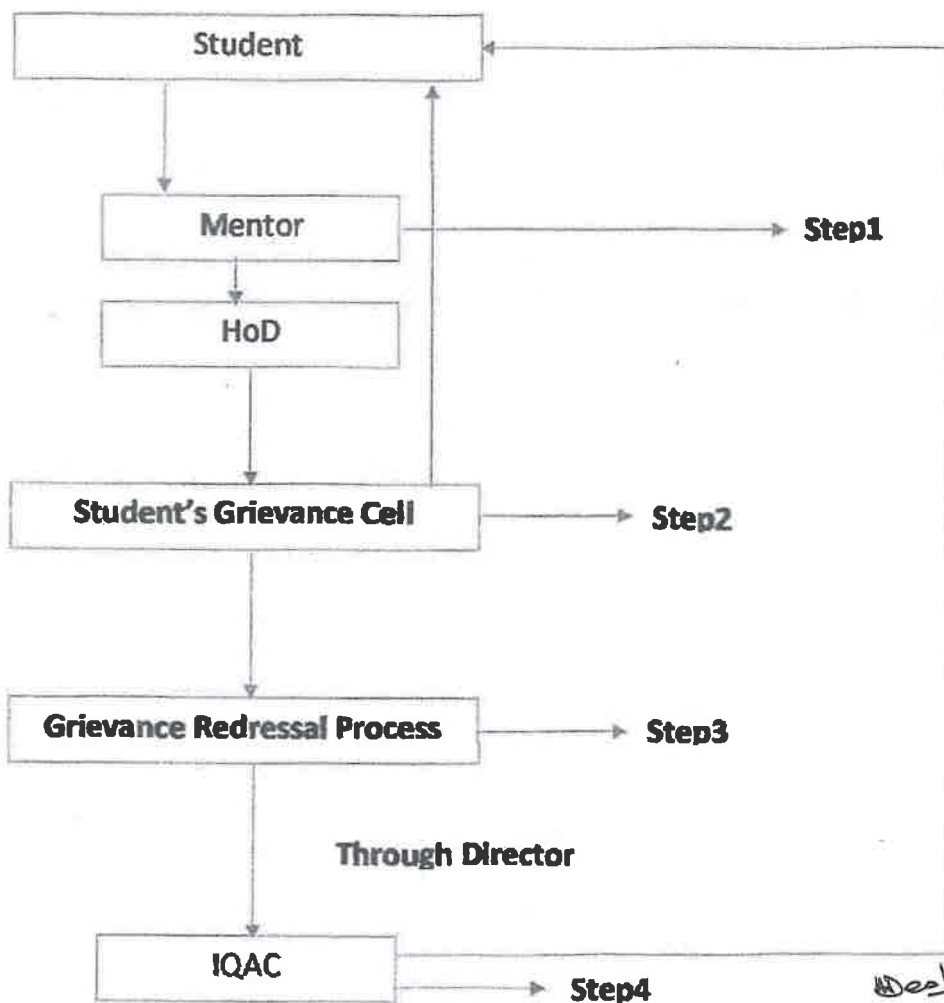 Student
Mentor
Step1
HoD
Student's Grievance Cell
Step2
Grievance Redressal Process
Step3
Through Director
IQAC
Step4